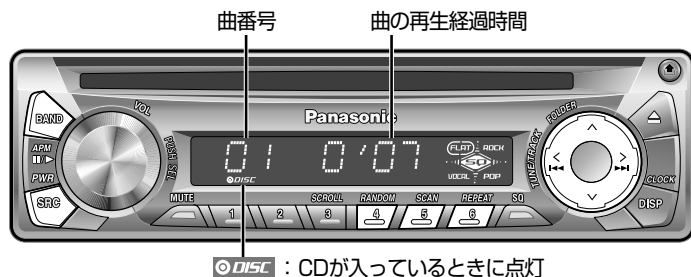 曲番号
曲の再生経過時間
BAND
VOL
Panasonic
FOLDER
APM
PWR
SRC
PUSH SEL
01 0'07
FLAT ROCK
SQ
VOCAL POP
DISC
TUNE/TRACK
CLOCK
DISP
MUTE
SCROLL RANDOM SCAN REPEAT SQ
1 2 3 4 5 6
DISC : CDが入っているときに点灯